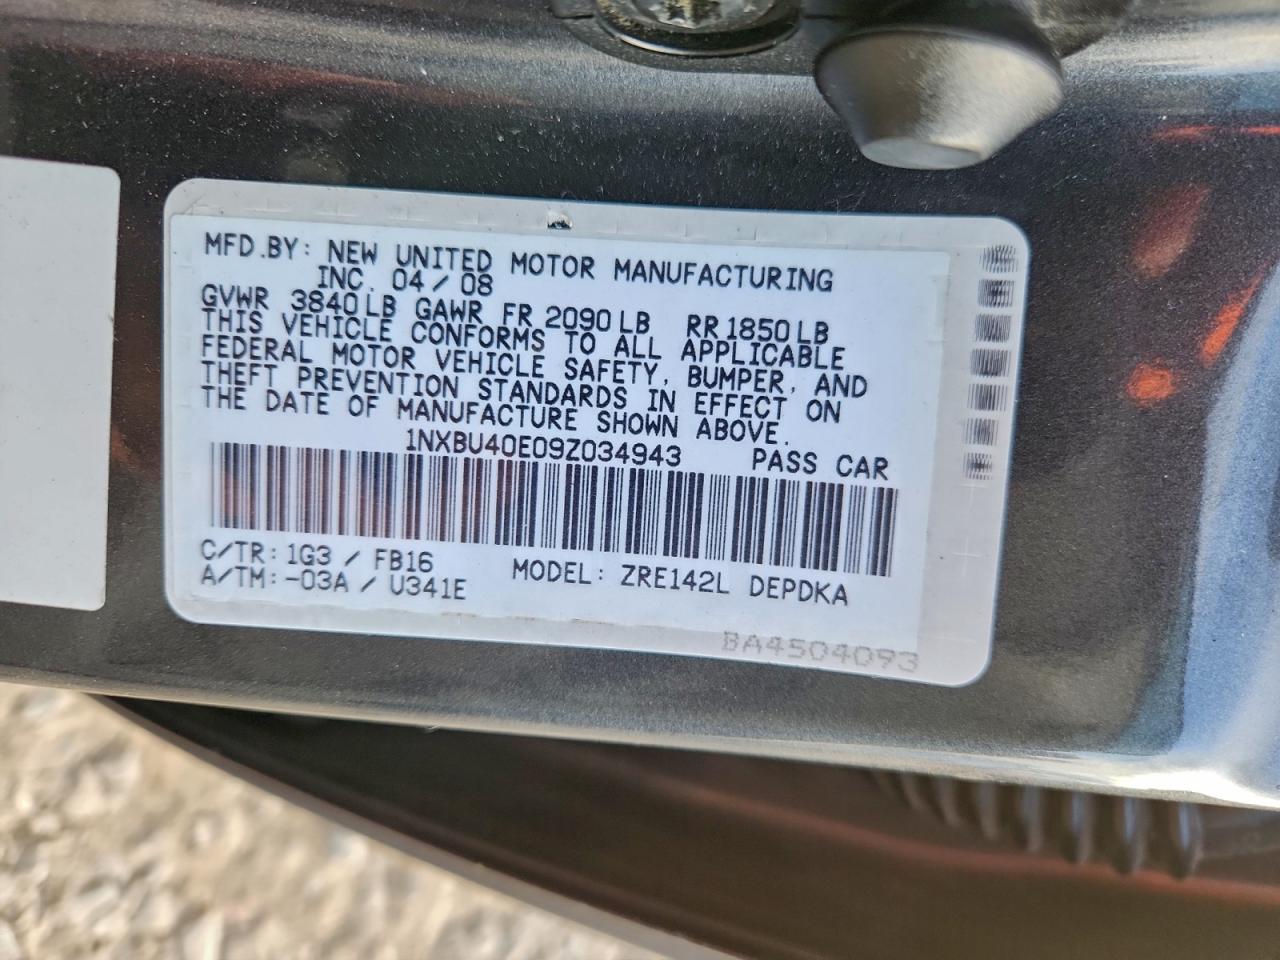 MFD.BY: NEW UNITED MOTOR MANUFACTURING
INC. 04/08
GVWR 3840LB GAWR FR 2090LB RR 1850LB
THIS VEHICLE CONFORMS TO ALL APPLICABLE
FEDERAL MOTOR VEHICLE SAFETY, BUMPER, AND
THEFT PREVENTION STANDARDS IN EFFECT ON
THE DATE OF MANUFACTURE SHOWN ABOVE.
1NXBU40E09Z034943 PASS CAR
C/TR: 1G3 / FB16 MODEL: ZRE142L DEPDKA
A/TM: -03A / U341E
BA4504093